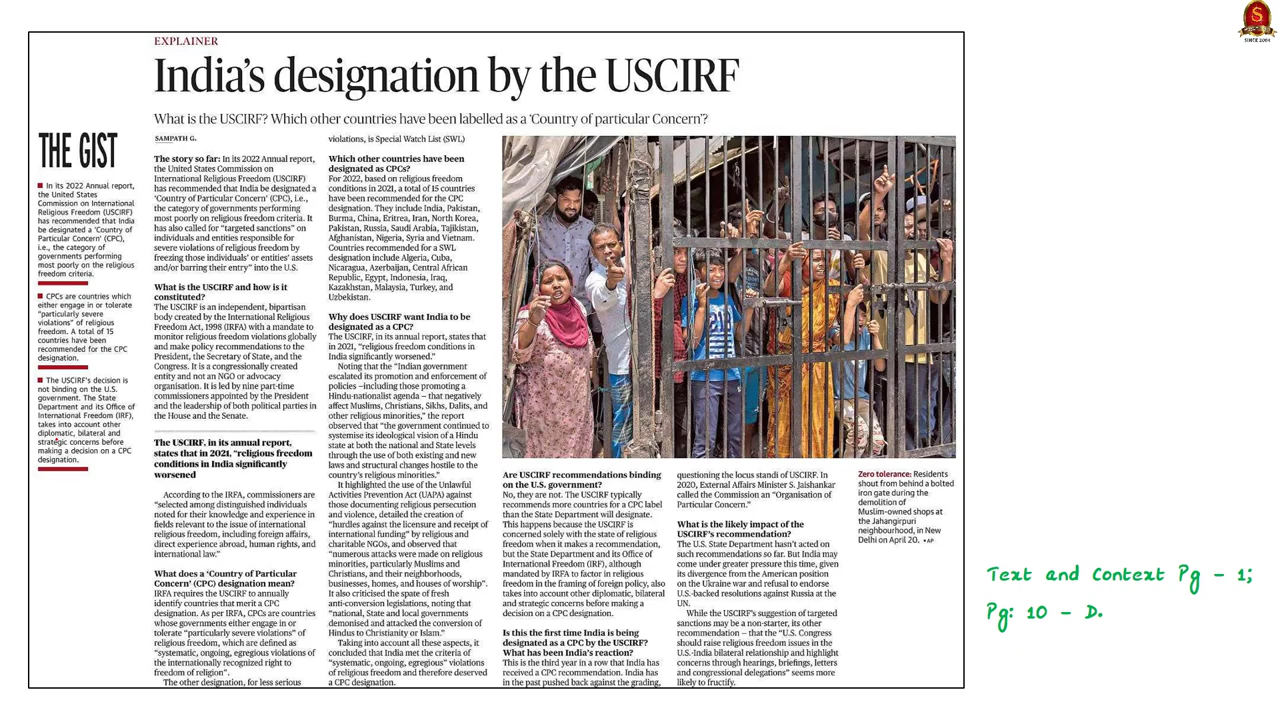 EXPLAINER
India's designation by the USCIRF
What is the USCIRF? Which other countries have been labelled as a 'Country of particular Concern'?
THE GIST
In its 2022 Annual report,
the United States
Commission on International
Religious Freedom (USCIRF)
has recommended that India
be designated a 'Country of
Particular Concern' (CPC),
i.e., the category of
governments performing
most poorly on the religious
freedom criteria.
CPCs are countries which
either engage in or tolerate
"particularly severe
violations" of religious
freedom. A total of 15
countries have been
recommended for the CPC
designation.
The USCIRF's decision is
not binding on the U.S.
government. The State
Department and its Office of
International Freedom (IRF),
takes into account other
diplomatic, bilateral and
strategic concerns before
making a decision on a CPC
designation.
SAMPATH G.
The story so far: In its 2022 Annual report,
the United States Commission on
International Religious Freedom (USCIRF)
has recommended that India be designated a
'Country of Particular Concern' (CPC), i.e.,
the category of governments performing
most poorly on religious freedom criteria. It
has also called for "targeted sanctions" on
individuals and entities responsible for
severe violations of religious freedom by
freezing those individuals' or entities' assets
and/or barring their entry" into the U.S.
What is the USCIRF and how is it
constituted?
The USCIRF is an independent, bipartisan
body created by the International Religious
Freedom Act, 1998 (IRFA) with a mandate to
monitor religious freedom violations globally
and make policy recommendations to the
President, the Secretary of State, and the
Congress. It is a congressionally created
entity and not an NGO or advocacy
organisation. It is led by nine part-time
commissioners appointed by the President
and the leadership of both political parties in
the House and the Senate.
The USCIRF, in its annual report,
states that in 2021, "religious freedom
conditions in India significantly
worsened
According to the IRFA, commissioners are
"selected among distinguished individuals
noted for their knowledge and experience in
fields relevant to the issue of international
religious freedom, including foreign affairs,
direct experience abroad, human rights, and
international law."
What does a 'Country of Particular
Concern' (CPC) designation mean?
IRFA requires the USCIRF to annually
identify countries that merit a CPC
designation. As per IRFA, CPCs are countries
whose governments either engage in or
tolerate "particularly severe violations" of
religious freedom, which are defined as
"systematic, ongoing, egregious violations of
the internationally recognized right to
freedom of religion".
The other designation, for less serious
violations, is Special Watch List (SWL)
Which other countries have been
designated as CPCs?
For 2022, based on religious freedom
conditions in 2021, a total of 15 countries
have been recommended for the CPC
designation. They include India, Pakistan,
Burma, China, Eritrea, Iran, North Korea,
Pakistan, Russia, Saudi Arabia, Tajikistan,
Afghanistan, Nigeria, Syria and Vietnam.
Countries recommended for a SWL
designation include Algeria, Cuba,
Nicaragua, Azerbaijan, Central African
Republic, Egypt, Indonesia, Iraq,
Kazakhstan, Malaysia, Turkey, and
Uzbekistan.
Why does USCIRF want India to be
designated as a CPC?
The USCIRF, in its annual report, states that
in 2021, "religious freedom conditions in
India significantly worsened."
Noting that the "Indian government
escalated its promotion and enforcement of
policies –including those promoting a
Hindu-nationalist agenda – that negatively
affect Muslims, Christians, Sikhs, Dalits, and
other religious minorities," the report
observed that "the government continued to
systemise its ideological vision of a Hindu
state at both the national and State levels
through the use of both existing and new
laws and structural changes hostile to the
country's religious minorities."
It highlighted the use of the Unlawful
Activities Prevention Act (UAPA) against
those documenting religious persecution
and violence, detailed the creation of
"hurdles against the licensure and receipt of
international funding" by religious and
charitable NGOs, and observed that
"numerous attacks were made on religious
minorities, particularly Muslims and
Christians, and their neighborhoods,
businesses, homes, and houses of worship".
It also criticised the spate of fresh
anti-conversion legislations, noting that
"national, State and local governments
demonised and attacked the conversion of
Hindus to Christianity or Islam."
Taking into account all these aspects, it
concluded that India met the criteria of
"systematic, ongoing, egregious" violations
of religious freedom and therefore deserved
a CPC designation.
Are USCIRF recommendations binding
on the U.S. government?
No, they are not. The USCIRF typically
recommends more countries for a CPC label
than the State Department will designate.
This happens because the USCIRF is
concerned solely with the state of religious
freedom when it makes a recommendation,
but the State Department and its Office of
International Freedom (IRF), although
mandated by IRFA to factor in religious
freedom in the framing of foreign policy, also
takes into account other diplomatic, bilateral
and strategic concerns before making a
decision on a CPC designation.
Is this the first time India is being
designated as a CPC by the USCIRF?
What has been India's reaction?
This is the third year in a row that India has
received a CPC recommendation. India has
in the past pushed back against the grading,
questioning the locus standi of USCIRF. In
2020, External Affairs Minister S. Jaishankar
called the Commission an "Organisation of
Particular Concern."
What is the likely impact of the
USCIRF's recommendation?
The U.S. State Department hasn't acted on
such recommendations so far. But India may
come under greater pressure this time, given
its divergence from the American position
on the Ukraine war and refusal to endorse
U.S.-backed resolutions against Russia at the
UN.
While the USCIRF's suggestion of targeted
sanctions may be a non-starter, its other
recommendation – that the "U.S. Congress
should raise religious freedom issues in the
U.S.-India bilateral relationship and highlight
concerns through hearings, briefings, letters
and congressional delegations" seems more
likely to fructify.
Zero tolerance: Residents
shout from behind a bolted
iron gate during the
demolition of
Muslim-owned shops at
the Jahangirpuri
neighbourhood, in New
Delhi on April 20. • AP
S
SINCE 2004
Text and Context Pg - 1;
Pg: 10 - D.